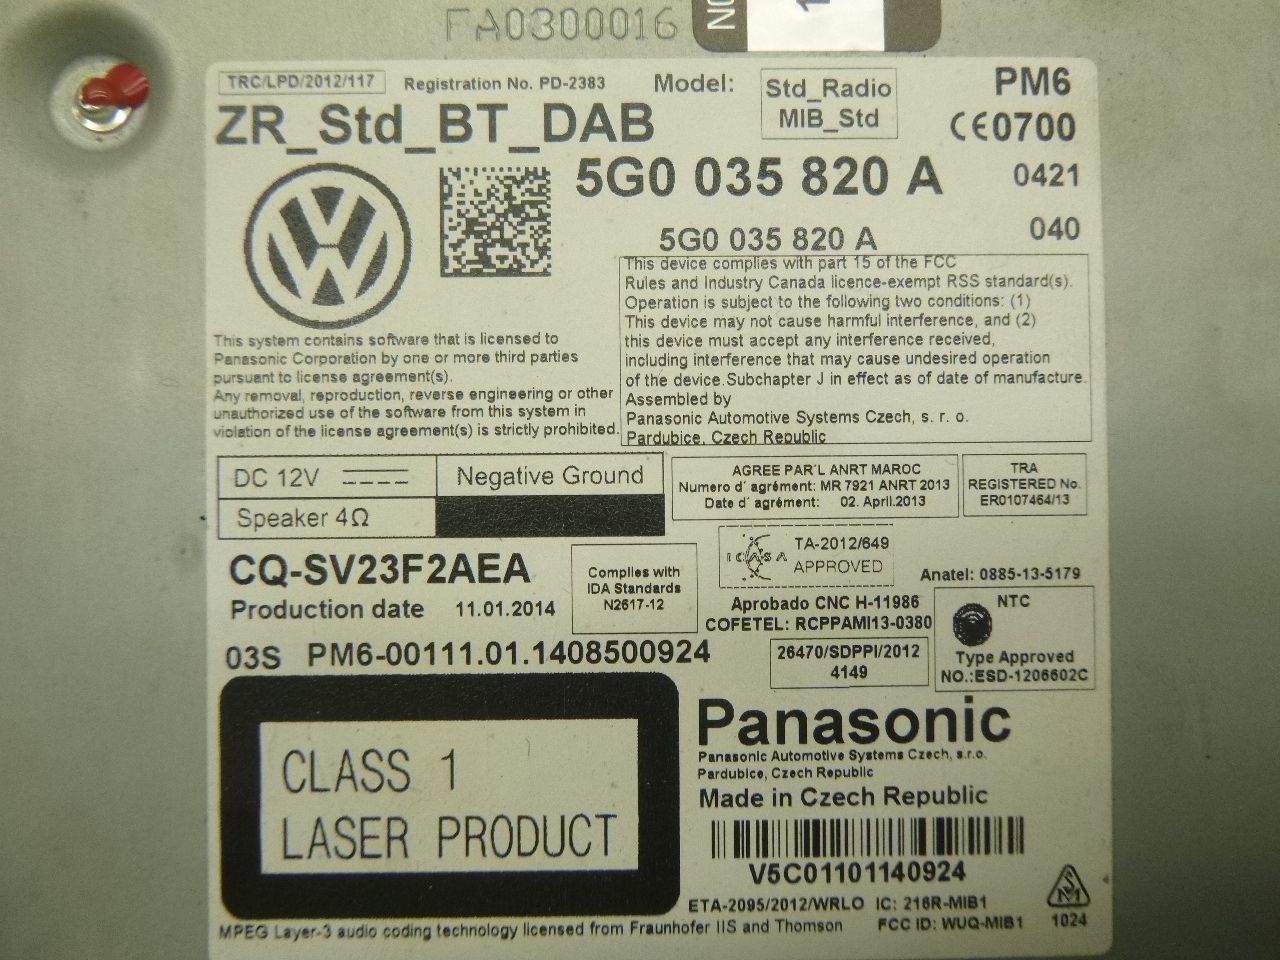 FA0300016
NO
TRC/LPD/2012/117
Registration No. PD-2383
Model:
Std_Radio
MIB_Std
PM6
ZR_Std_BT_DAB
CE0700
5G0 035 820 A
0421
5G0 035 820 A
040
This device complies with part 15 of the FCC
Rules and Industry Canada licence-exempt RSS standard(s).
Operation is subject to the following two conditions: (1)
This device may not cause harmful interference, and (2)
this device must accept any interference received,
including interference that may cause undesired operation
of the device.Subchapter J in effect as of date of manufacture.
Assembled by
Panasonic Automotive Systems Czech, s. r. o.
Pardubice, Czech Republic
This system contains software that is licensed to
Panasonic Corporation by one or more third parties
pursuant to license agreement(s).
Any removal, reproduction, reverse engineering or other
unauthorized use of the software from this system in
violation of the license agreement(s) is strictly prohibited.
DC 12V
Negative Ground
Speaker 4Ω
AGREE PAR´L ANRT MAROC
Numero d´ agrément: MR 7921 ANRT 2013
Date d´ agrément: 02. April.2013
TRA
REGISTERED No.
ER0107464/13
CQ-SV23F2AEA
Production date 11.01.2014
Complies with
IDA Standards
N2617-12
ICASA
TA-2012/649
APPROVED
Anatel: 0885-13-5179
Aprobado CNC H-11986
COFETEL: RCPPAMI13-0380
NTC
Type Approved
NO.:ESD-1206602C
03S PM6-00111.01.1408500924
26470/SDPPI/2012
4149
CLASS 1
LASER PRODUCT
Panasonic
Panasonic Automotive Systems Czech, s.r.o.
Pardubice, Czech Republic
Made in Czech Republic
V5C01101140924
ETA-2095/2012/WRLO IC: 216R-MIB1
MPEG Layer-3 audio coding technology licensed from Fraunhofer IIS and Thomson
FCC ID: WUQ-MIB1
1024